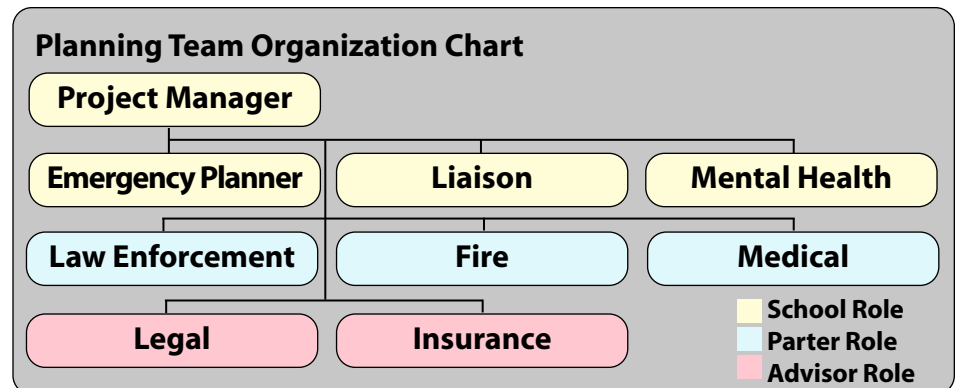 Planning Team Organization Chart
Project Manager
Emergency Planner
Liaison
Mental Health
Law Enforcement
Fire
Medical
Legal
Insurance
School Role
Parter Role
Advisor Role